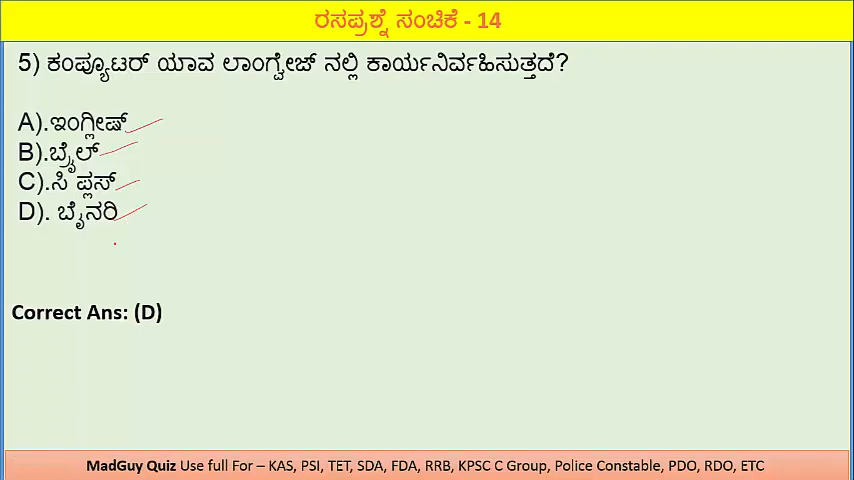 ರಸಪ್ರಶ್ನೆ ಸಂಚಿಕೆ - 14
5) ಕಂಪ್ಯೂಟರ್ ಯಾವ ಲಾಂಗ್ವೇಜ್ ನಲ್ಲಿ ಕಾರ್ಯನಿರ್ವಹಿಸುತ್ತದೆ?
A).ಇಂಗ್ಲೀಷ್
B).ಬ್ರೈಲ್
C).ಸಿ ಪ್ಲಸ್
D). ಬೈನರಿ
Correct Ans: (D)
MadGuy Quiz Use full For – KAS, PSI, TET, SDA, FDA, RRB, KPSC C Group, Police Constable, PDO, RDO, ETC